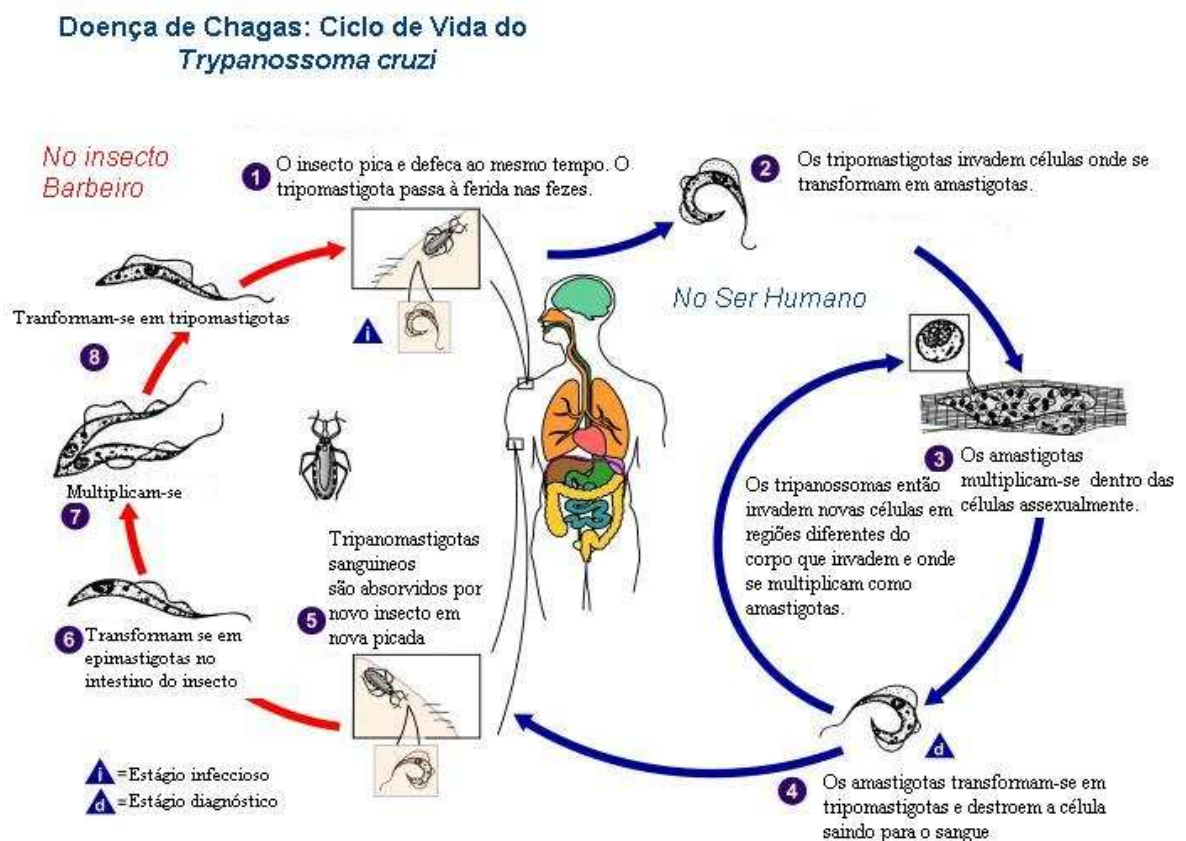 Doença de Chagas: Ciclo de Vida do
Trypanossoma cruzi
No insecto
Barbeiro
1 O insecto pica e defeca ao mesmo tempo. O
tripomastigota passa à ferida nas fezes.
i
2 Os tripomastigotas invadem células onde se
transformam em amastigotas.
No Ser Humano
3 Os amastigotas
multiplicam-se dentro das
células assexualmente.
Os tripanossomas então
invadem novas células em
regiões diferentes do
corpo que invadem e onde
se multiplicam como
amastigotas.
d
4 Os amastigotas transformam-se em
tripomastigotas e destroem a célula
saindo para o sangue
Tripanomastigotas
sanguineos
são absorvidos por
5 novo insecto em
nova picada
6 Transformam se em
epimastigotas no
intestino do insecto
Multiplicam-se
7
Tranformam-se em tripomastigotas
8
i =Estágio infeccioso
d =Estágio diagnóstico